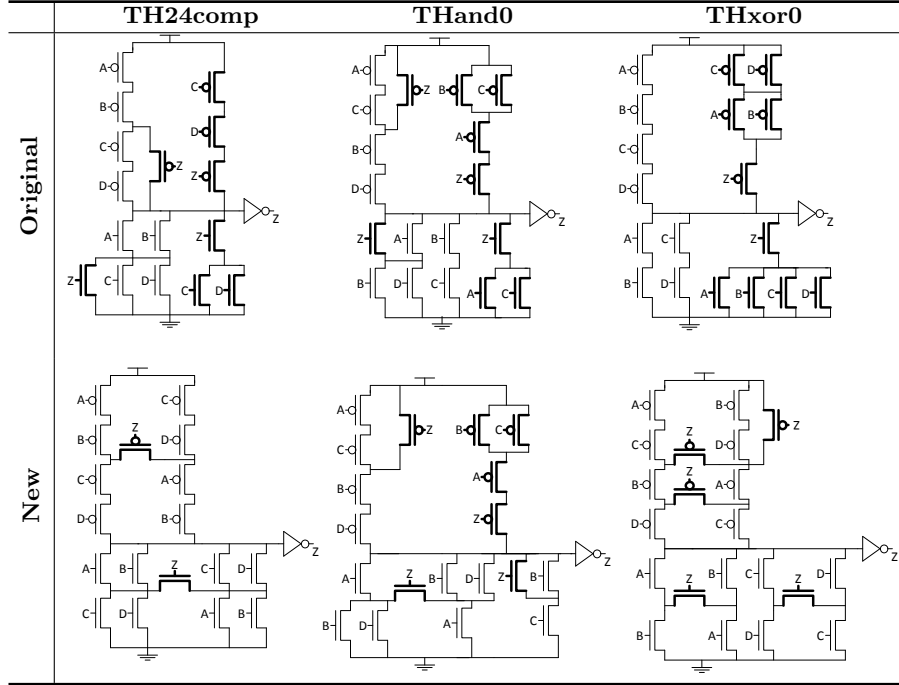 TH24comp THand0 THxor0
Original
A
C
B
D
C
Z
Z
D
Z
A B Z
Z C D C D
A
Z B C
C
A
B
Z
D
Z
Z A B Z
B D C A C
A C D
B A B
C Z
D
Z
A C Z
B D A B C D
New
A C
Z
B D
C A
D B
Z
A B Z C D
C D A B
A
Z B C
C
A
B
Z
D
Z
A Z B D Z B
B D A C
A B
Z
C Z D
Z
B A
D C
Z
A Z B C Z D
B A C